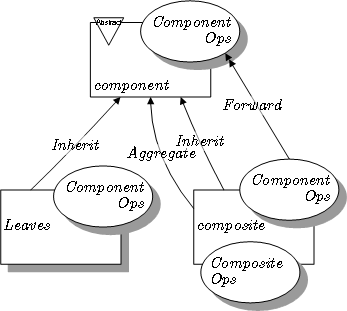 Abstract
Component
Ops
component
Forward
Inherit
Aggregate
Inherit
Component
Ops
Leaves
Component
Ops
composite
Composite
Ops